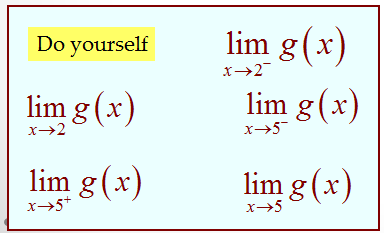 Do yourself
lim g(x)
x→2⁻
lim g(x)
x→2
lim g(x)
x→5⁻
lim g(x)
x→5⁺
lim g(x)
x→5